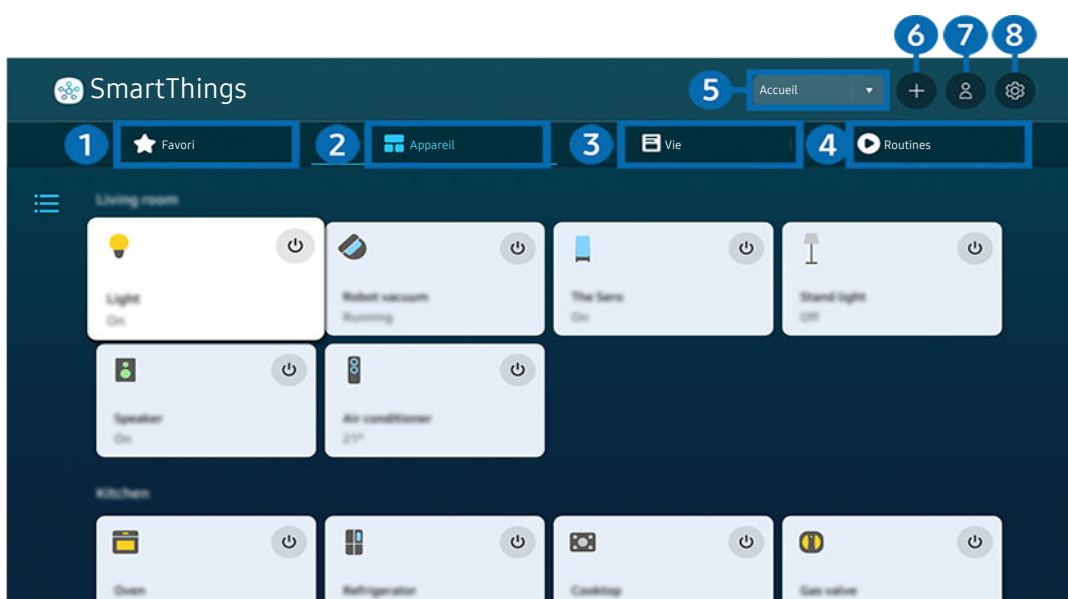 6 7 8
SmartThings
5 Accueil
1 Favori 2 Appareil 3 Vie 4 Routines
Living room
Light
On
Robot vacuum
Running
The Sero
On
Stand light
Off
Speaker
On
Air conditioner
21°
Kitchen
Oven
Refrigerator
Cooktop
Gas valve